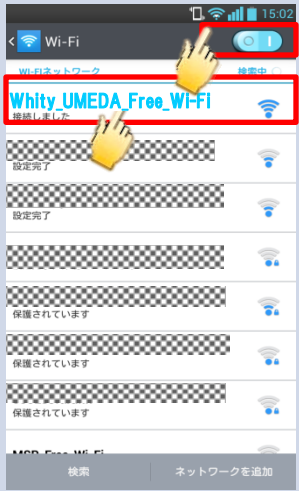 15:02
Wi-Fi
Wi-Fiネットワーク 検索中
Whity_UMEDA_Free_Wi-Fi
接続しました
設定完了
設定完了
保護されています
保護されています
保護されています
MSP Free Wi-Fi
検索 ネットワークを追加